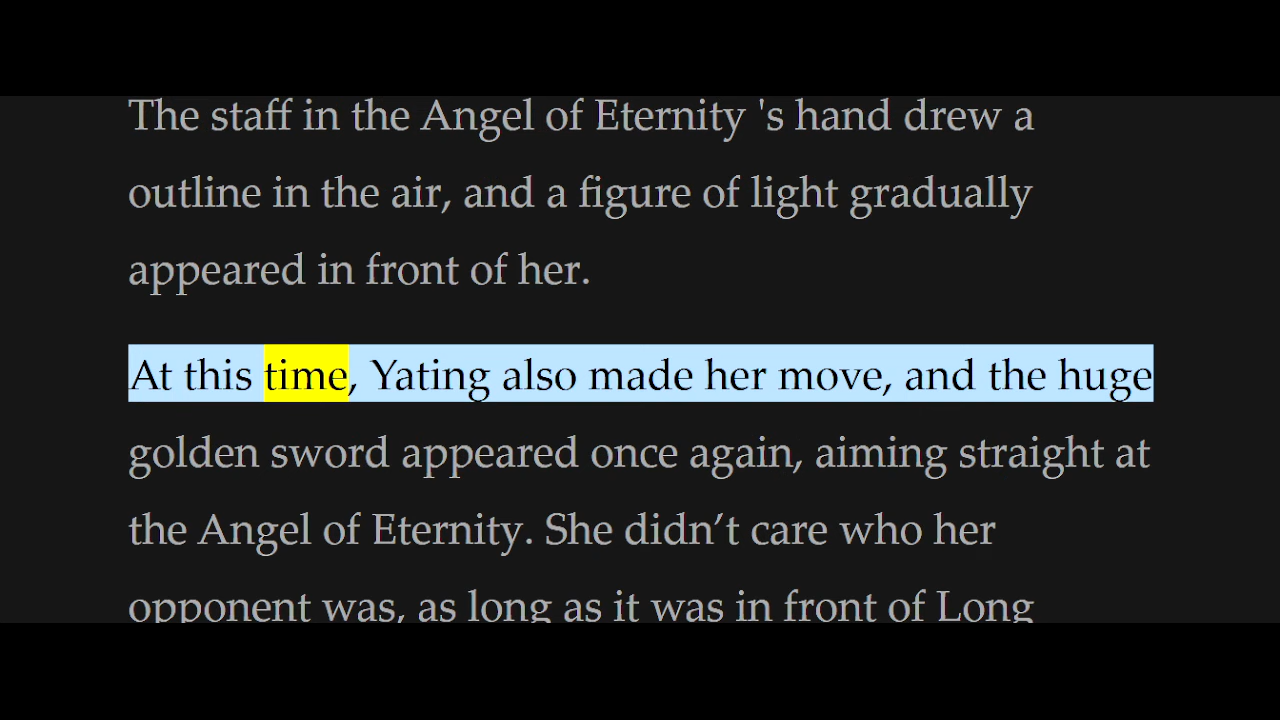 The staff in the Angel of Eternity 's hand drew a
outline in the air, and a figure of light gradually
appeared in front of her.
At this time, Yating also made her move, and the huge
golden sword appeared once again, aiming straight at
the Angel of Eternity. She didn’t care who her
opponent was, as long as it was in front of Long